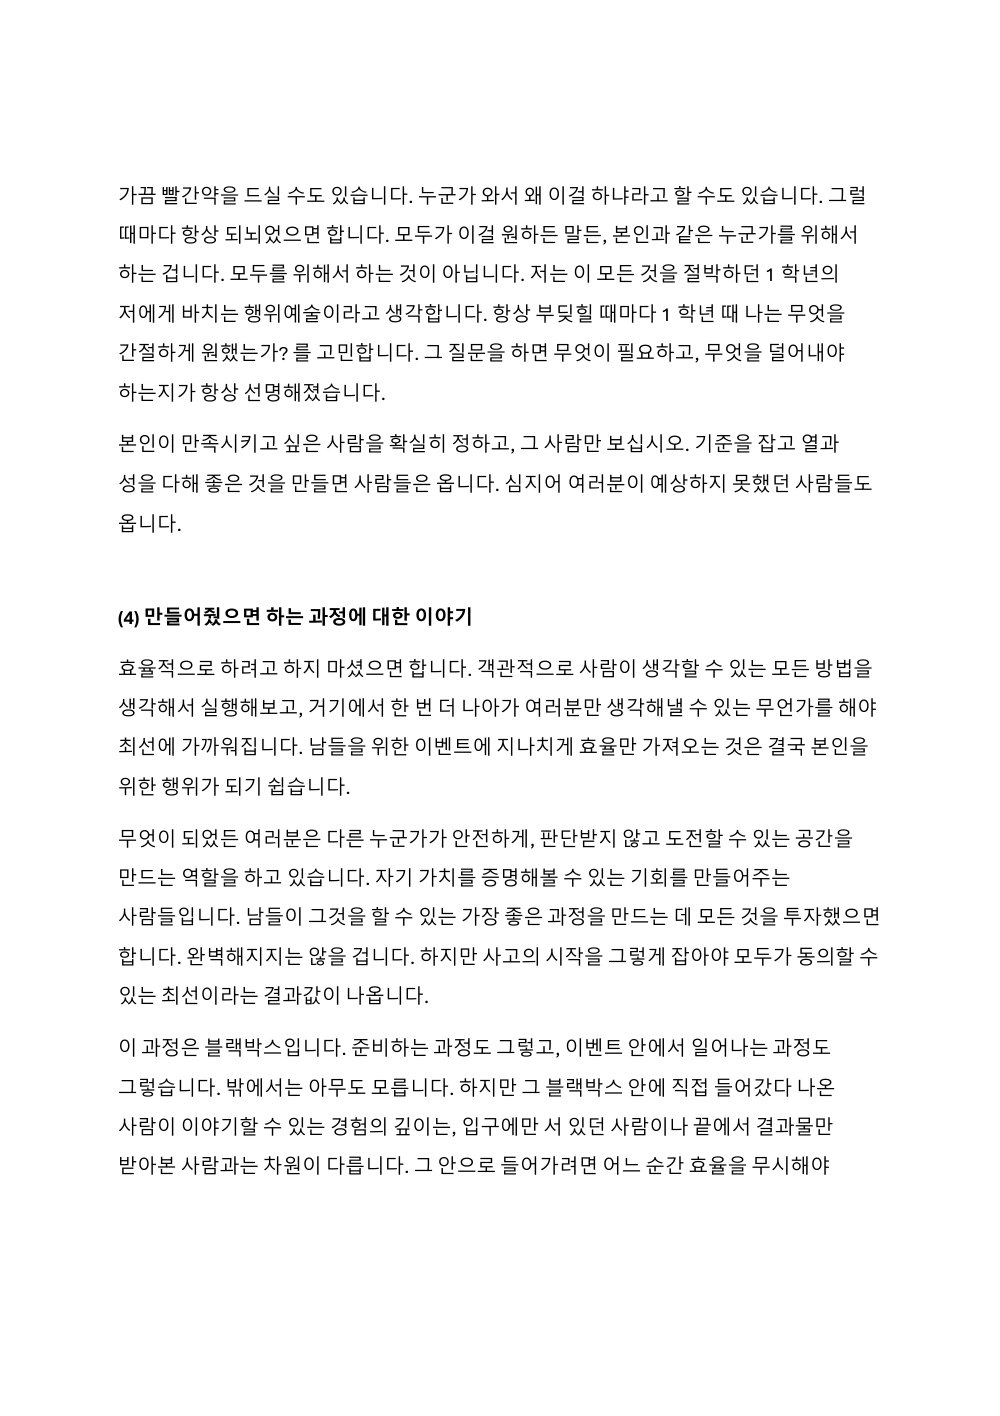 가끔 빨간약을 드실 수도 있습니다. 누군가 와서 왜 이걸 하냐라고 할 수도 있습니다. 그럴
때마다 항상 되뇌었으면 합니다. 모두가 이걸 원하든 말든, 본인과 같은 누군가를 위해서
하는 겁니다. 모두를 위해서 하는 것이 아닙니다. 저는 이 모든 것을 절박하던 1 학년의
저에게 바치는 행위예술이라고 생각합니다. 항상 부딪힐 때마다 1 학년 때 나는 무엇을
간절하게 원했는가? 를 고민합니다. 그 질문을 하면 무엇이 필요하고, 무엇을 덜어내야
하는지가 항상 선명해졌습니다.
본인이 만족시키고 싶은 사람을 확실히 정하고, 그 사람만 보십시오. 기준을 잡고 열과
성을 다해 좋은 것을 만들면 사람들은 옵니다. 심지어 여러분이 예상하지 못했던 사람들도
옵니다.
(4) 만들어줬으면 하는 과정에 대한 이야기
효율적으로 하려고 하지 마셨으면 합니다. 객관적으로 사람이 생각할 수 있는 모든 방법을
생각해서 실행해보고, 거기에서 한 번 더 나아가 여러분만 생각해낼 수 있는 무언가를 해야
최선에 가까워집니다. 남들을 위한 이벤트에 지나치게 효율만 가져오는 것은 결국 본인을
위한 행위가 되기 쉽습니다.
무엇이 되었든 여러분은 다른 누군가가 안전하게, 판단받지 않고 도전할 수 있는 공간을
만드는 역할을 하고 있습니다. 자기 가치를 증명해볼 수 있는 기회를 만들어주는
사람들입니다. 남들이 그것을 할 수 있는 가장 좋은 과정을 만드는 데 모든 것을 투자했으면
합니다. 완벽해지지는 않을 겁니다. 하지만 사고의 시작을 그렇게 잡아야 모두가 동의할 수
있는 최선이라는 결과값이 나옵니다.
이 과정은 블랙박스입니다. 준비하는 과정도 그렇고, 이벤트 안에서 일어나는 과정도
그렇습니다. 밖에서는 아무도 모릅니다. 하지만 그 블랙박스 안에 직접 들어갔다 나온
사람이 이야기할 수 있는 경험의 깊이는, 입구에만 서 있던 사람이나 끝에서 결과물만
받아본 사람과는 차원이 다릅니다. 그 안으로 들어가려면 어느 순간 효율을 무시해야